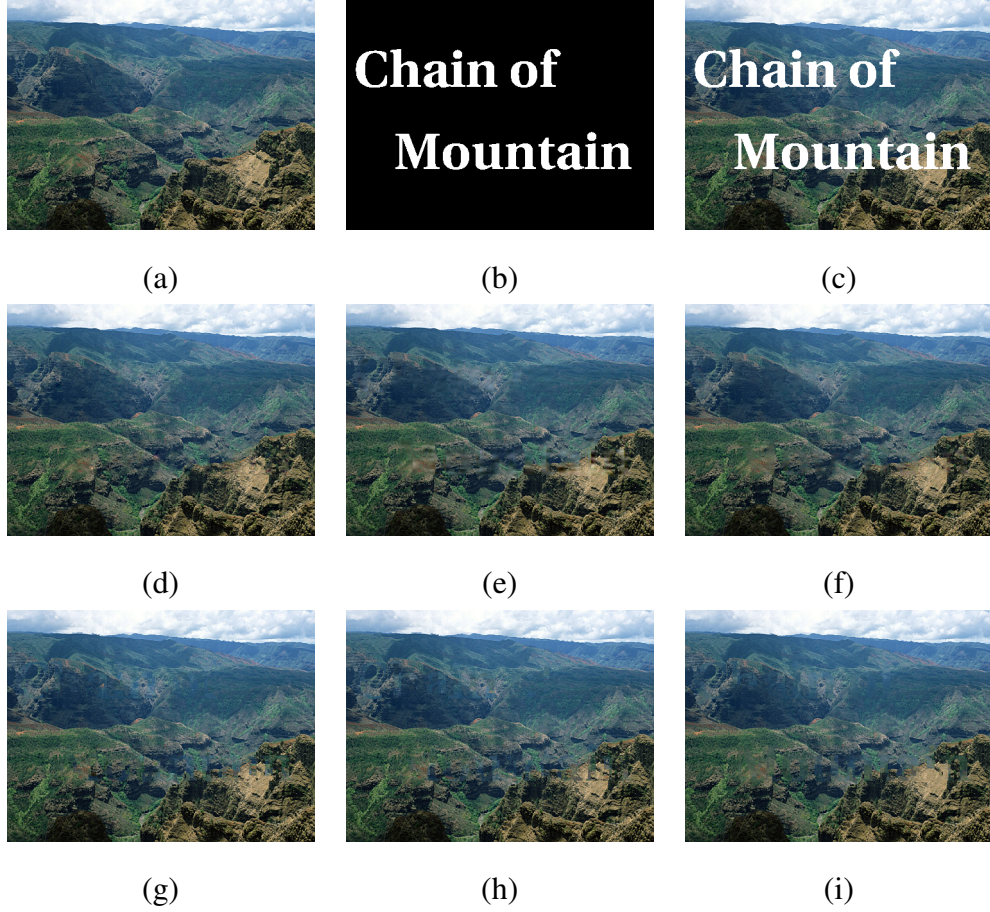 Chain of
Mountain
Chain of
Mountain
(a)
(b)
(c)
(d)
(e)
(f)
(g)
(h)
(i)